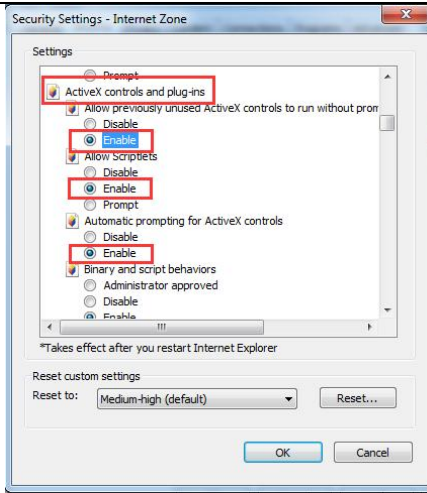 Security Settings - Internet Zone
Settings
Prompt
ActiveX controls and plug-ins
Allow previously unused ActiveX controls to run without prom
Disable
Enable
Allow Scriptlets
Disable
Enable
Prompt
Automatic prompting for ActiveX controls
Disable
Enable
Binary and script behaviors
Administrator approved
Disable
Enable
*Takes effect after you restart Internet Explorer
Reset custom settings
Reset to: Medium-high (default) Reset...
OK Cancel